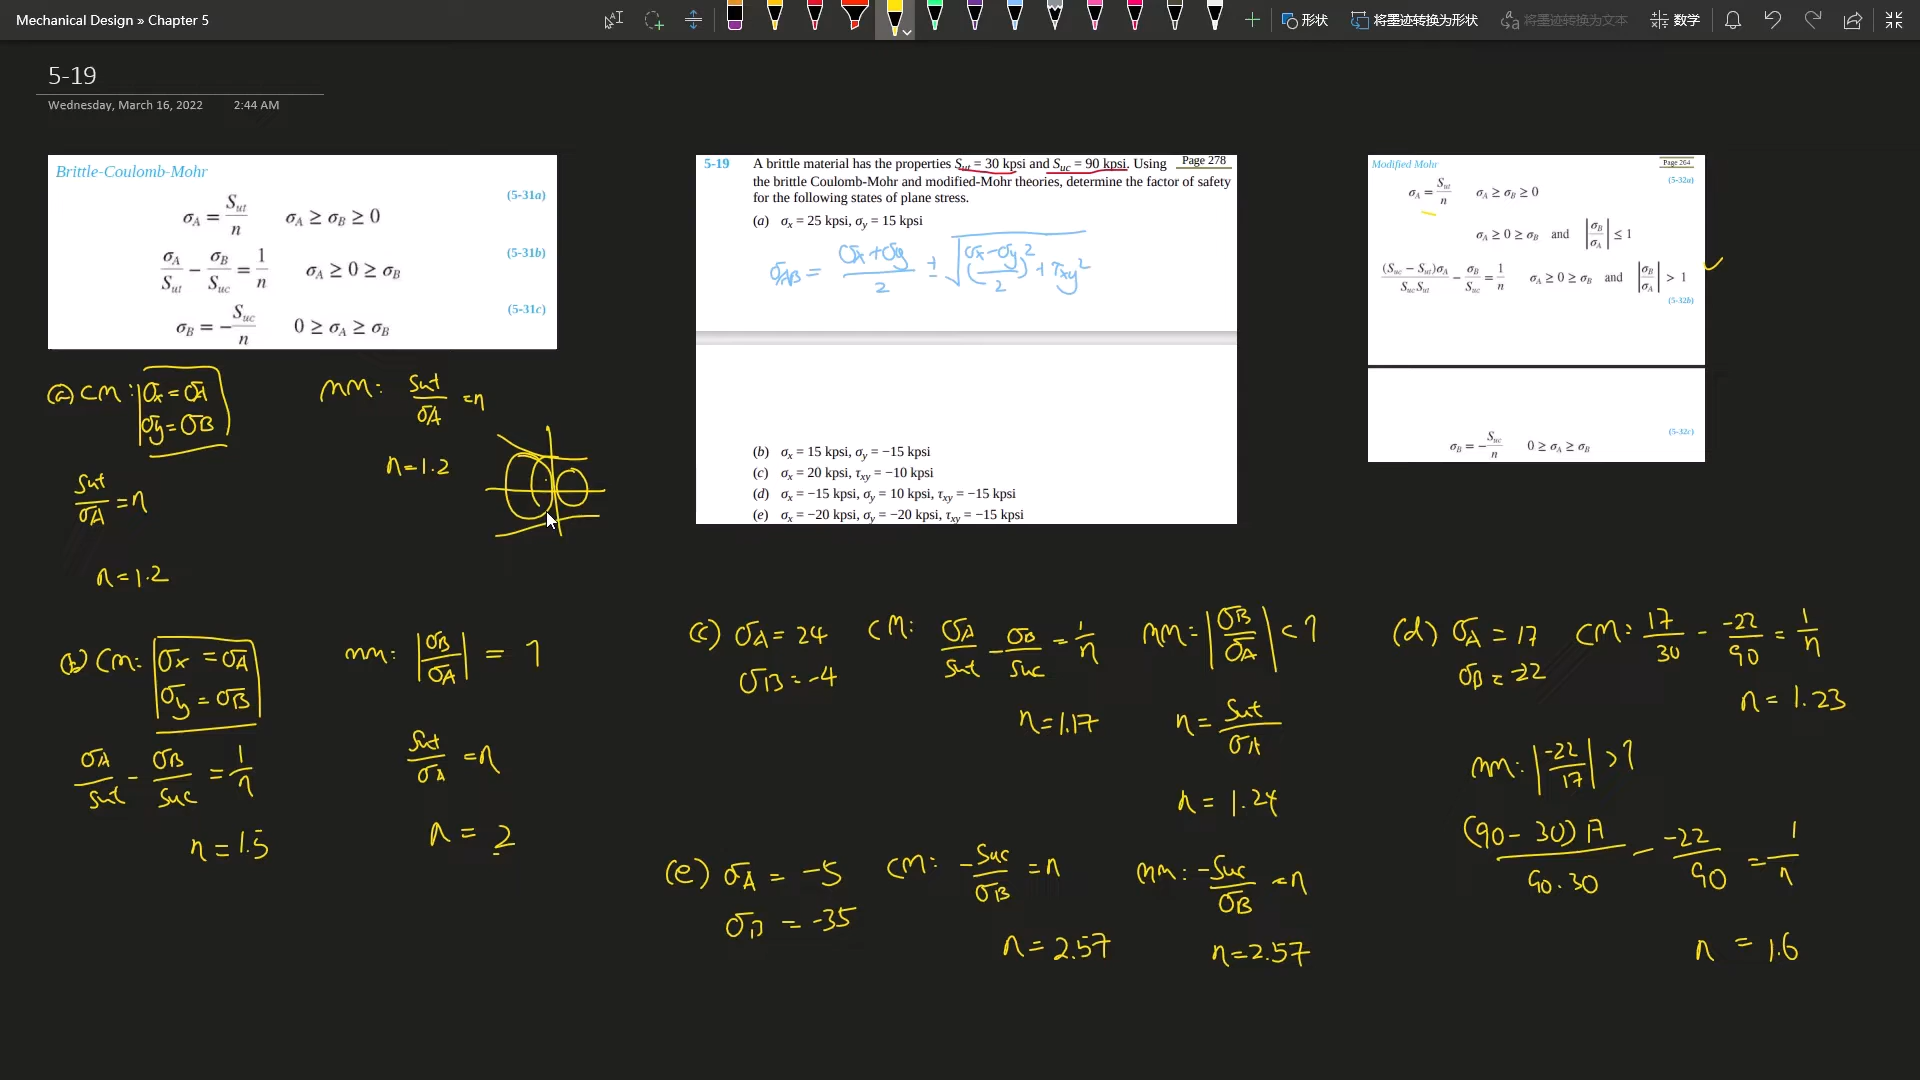 Mechanical Design » Chapter 5
形状
将墨迹转换为形状
将墨迹转换为文本
数学
5-19
Wednesday, March 16, 2022 2:44 AM
Brittle-Coulomb-Mohr
σA = Sut/n σA ≥ σB ≥ 0 (5-31a)
σA/Sut − σB/Suc = 1/n σA ≥ 0 ≥ σB (5-31b)
σB = −Suc/n 0 ≥ σA ≥ σB (5-31c)
5-19 A brittle material has the properties Sut = 30 kpsi and Suc = 90 kpsi. Using Page 278
the brittle Coulomb-Mohr and modified-Mohr theories, determine the factor of safety
for the following states of plane stress.
(a) σx = 25 kpsi, σy = 15 kpsi
σAB = (σx+σy)/2 ± √((σx−σy)/2)² + τxy²
(b) σx = 15 kpsi, σy = −15 kpsi
(c) σx = 20 kpsi, τxy = −10 kpsi
(d) σx = −15 kpsi, σy = 10 kpsi, τxy = −15 kpsi
(e) σx = −20 kpsi, σy = −20 kpsi, τxy = −15 kpsi
Modified Mohr Page 264
σA = Sut/n σA ≥ σB ≥ 0 (5-32a)
σA ≥ 0 ≥ σB and |σB/σA| ≤ 1
(Suc − Sut)σA/SucSut − σB/Suc = 1/n σA ≥ 0 ≥ σB and |σB/σA| > 1
(5-32b)
(5-32c)
σB = −Suc/n 0 ≥ σA ≥ σB
(a) CM: σx = σA
σy = σB
Sut/σA = n
n = 1.2
MM: Sut/σA = n
n = 1.2
(b) CM: σx = σA
σy = σB
σA/Sut − σB/Suc = 1/n
n = 1.5
MM: |σB/σA| = 1
Sut/σA = n
n = 2
(c) σA = 24
σB = -4
CM: σA/Sut − σB/Suc = 1/n
n = 1.17
MM = |σB/σA| < 1
n = Sut/σA
n = 1.24
(d) σA = 17
σB = -22
CM: 17/30 − -22/90 = 1/n
n = 1.23
MM: |-22/17| > 1
(90 - 30) 17/90·30 − -22/90 = 1/n
n = 1.6
(e) σA = -5
σB = -35
CM: -Suc/σB = n
n = 2.57
MM: -Suc/σB = n
n = 2.57